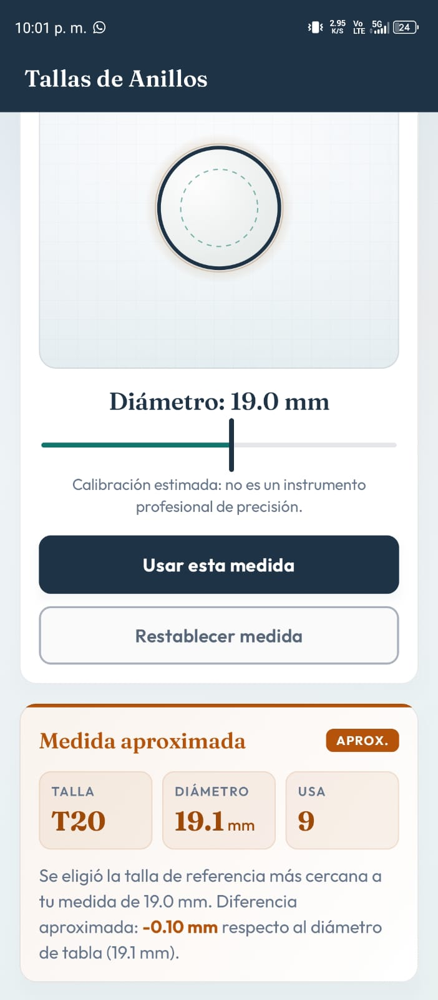 10:01 p. m.
2.95 K/S Vo LTE 5G 24
Tallas de Anillos
Diámetro: 19.0 mm
Calibración estimada: no es un instrumento
profesional de precisión.
Usar esta medida
Restablecer medida
Medida aproximada
APROX.
TALLA
T20
DIÁMETRO
19.1 mm
USA
9
Se eligió la talla de referencia más cercana a
tu medida de 19.0 mm. Diferencia
aproximada: -0.10 mm respecto al diámetro
de tabla (19.1 mm).